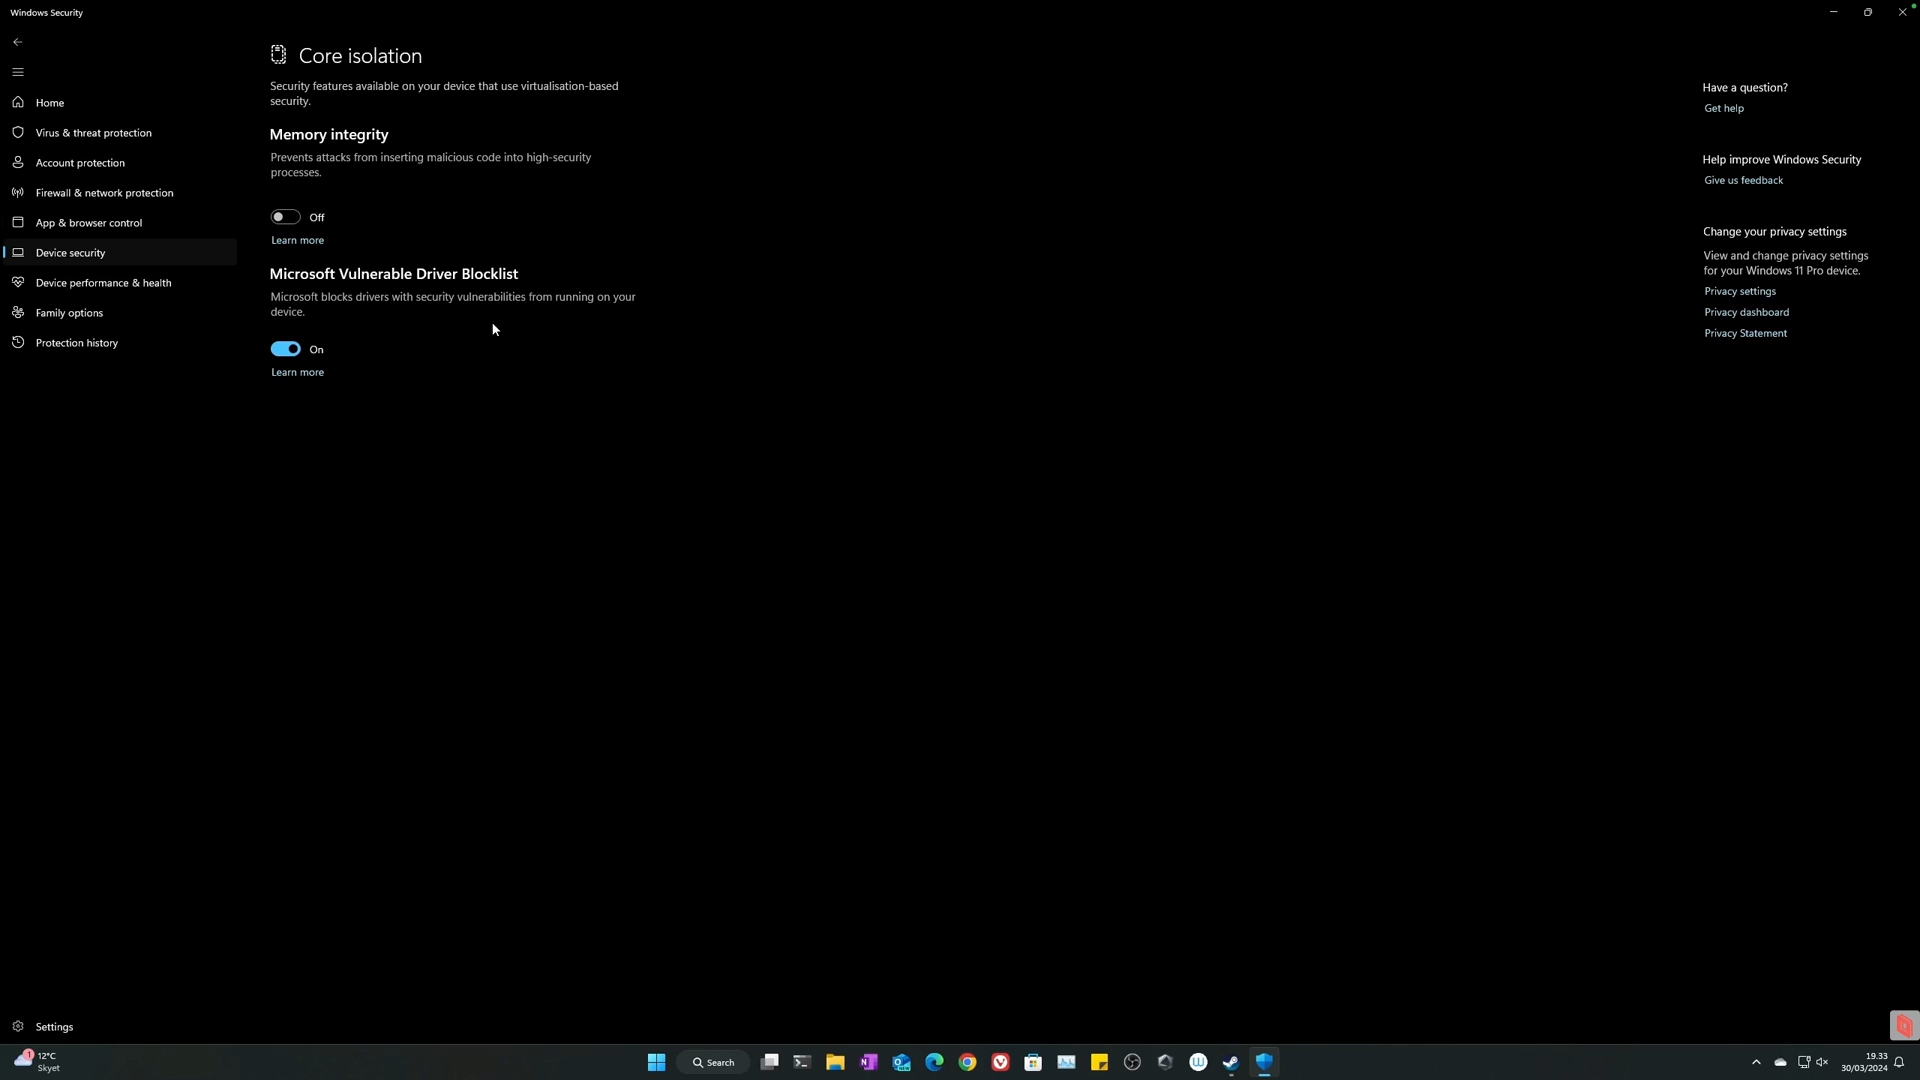 Windows Security
Home
Virus & threat protection
Account protection
Firewall & network protection
App & browser control
Device security
Device performance & health
Family options
Protection history
Settings
Core isolation
Security features available on your device that use virtualisation-based
security.
Memory integrity
Prevents attacks from inserting malicious code into high-security
processes.
Off
Learn more
Microsoft Vulnerable Driver Blocklist
Microsoft blocks drivers with security vulnerabilities from running on your
device.
On
Learn more
Have a question?
Get help
Help improve Windows Security
Give us feedback
Change your privacy settings
View and change privacy settings
for your Windows 11 Pro device.
Privacy settings
Privacy dashboard
Privacy Statement
1
12°C
Skyet
Search
NEW
19.33
30/03/2024